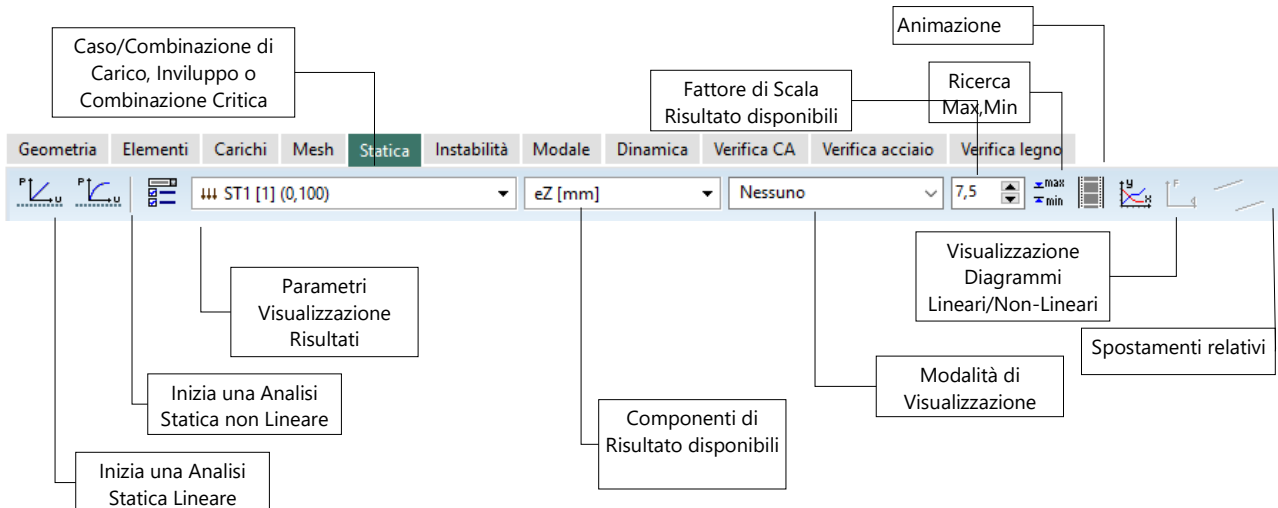 Animazione
Caso/Combinazione di
Carico, Inviluppo o
Combinazione Critica
Fattore di Scala
Risultato disponibili
Ricerca
Max,Min
Geometria Elementi Carichi Mesh Statica Instabilità Modale Dinamica Verifica CA Verifica acciaio Verifica legno
P U P U ST1 [1] (0,100) eZ [mm] Nessuno 7,5 max min y x F
Parametri
Visualizzazione
Risultati
Visualizzazione
Diagrammi
Lineari/Non-Lineari
Spostamenti relativi
Inizia una Analisi
Statica non Lineare
Modalità di
Visualizzazione
Componenti di
Risultato disponibili
Inizia una Analisi
Statica Lineare